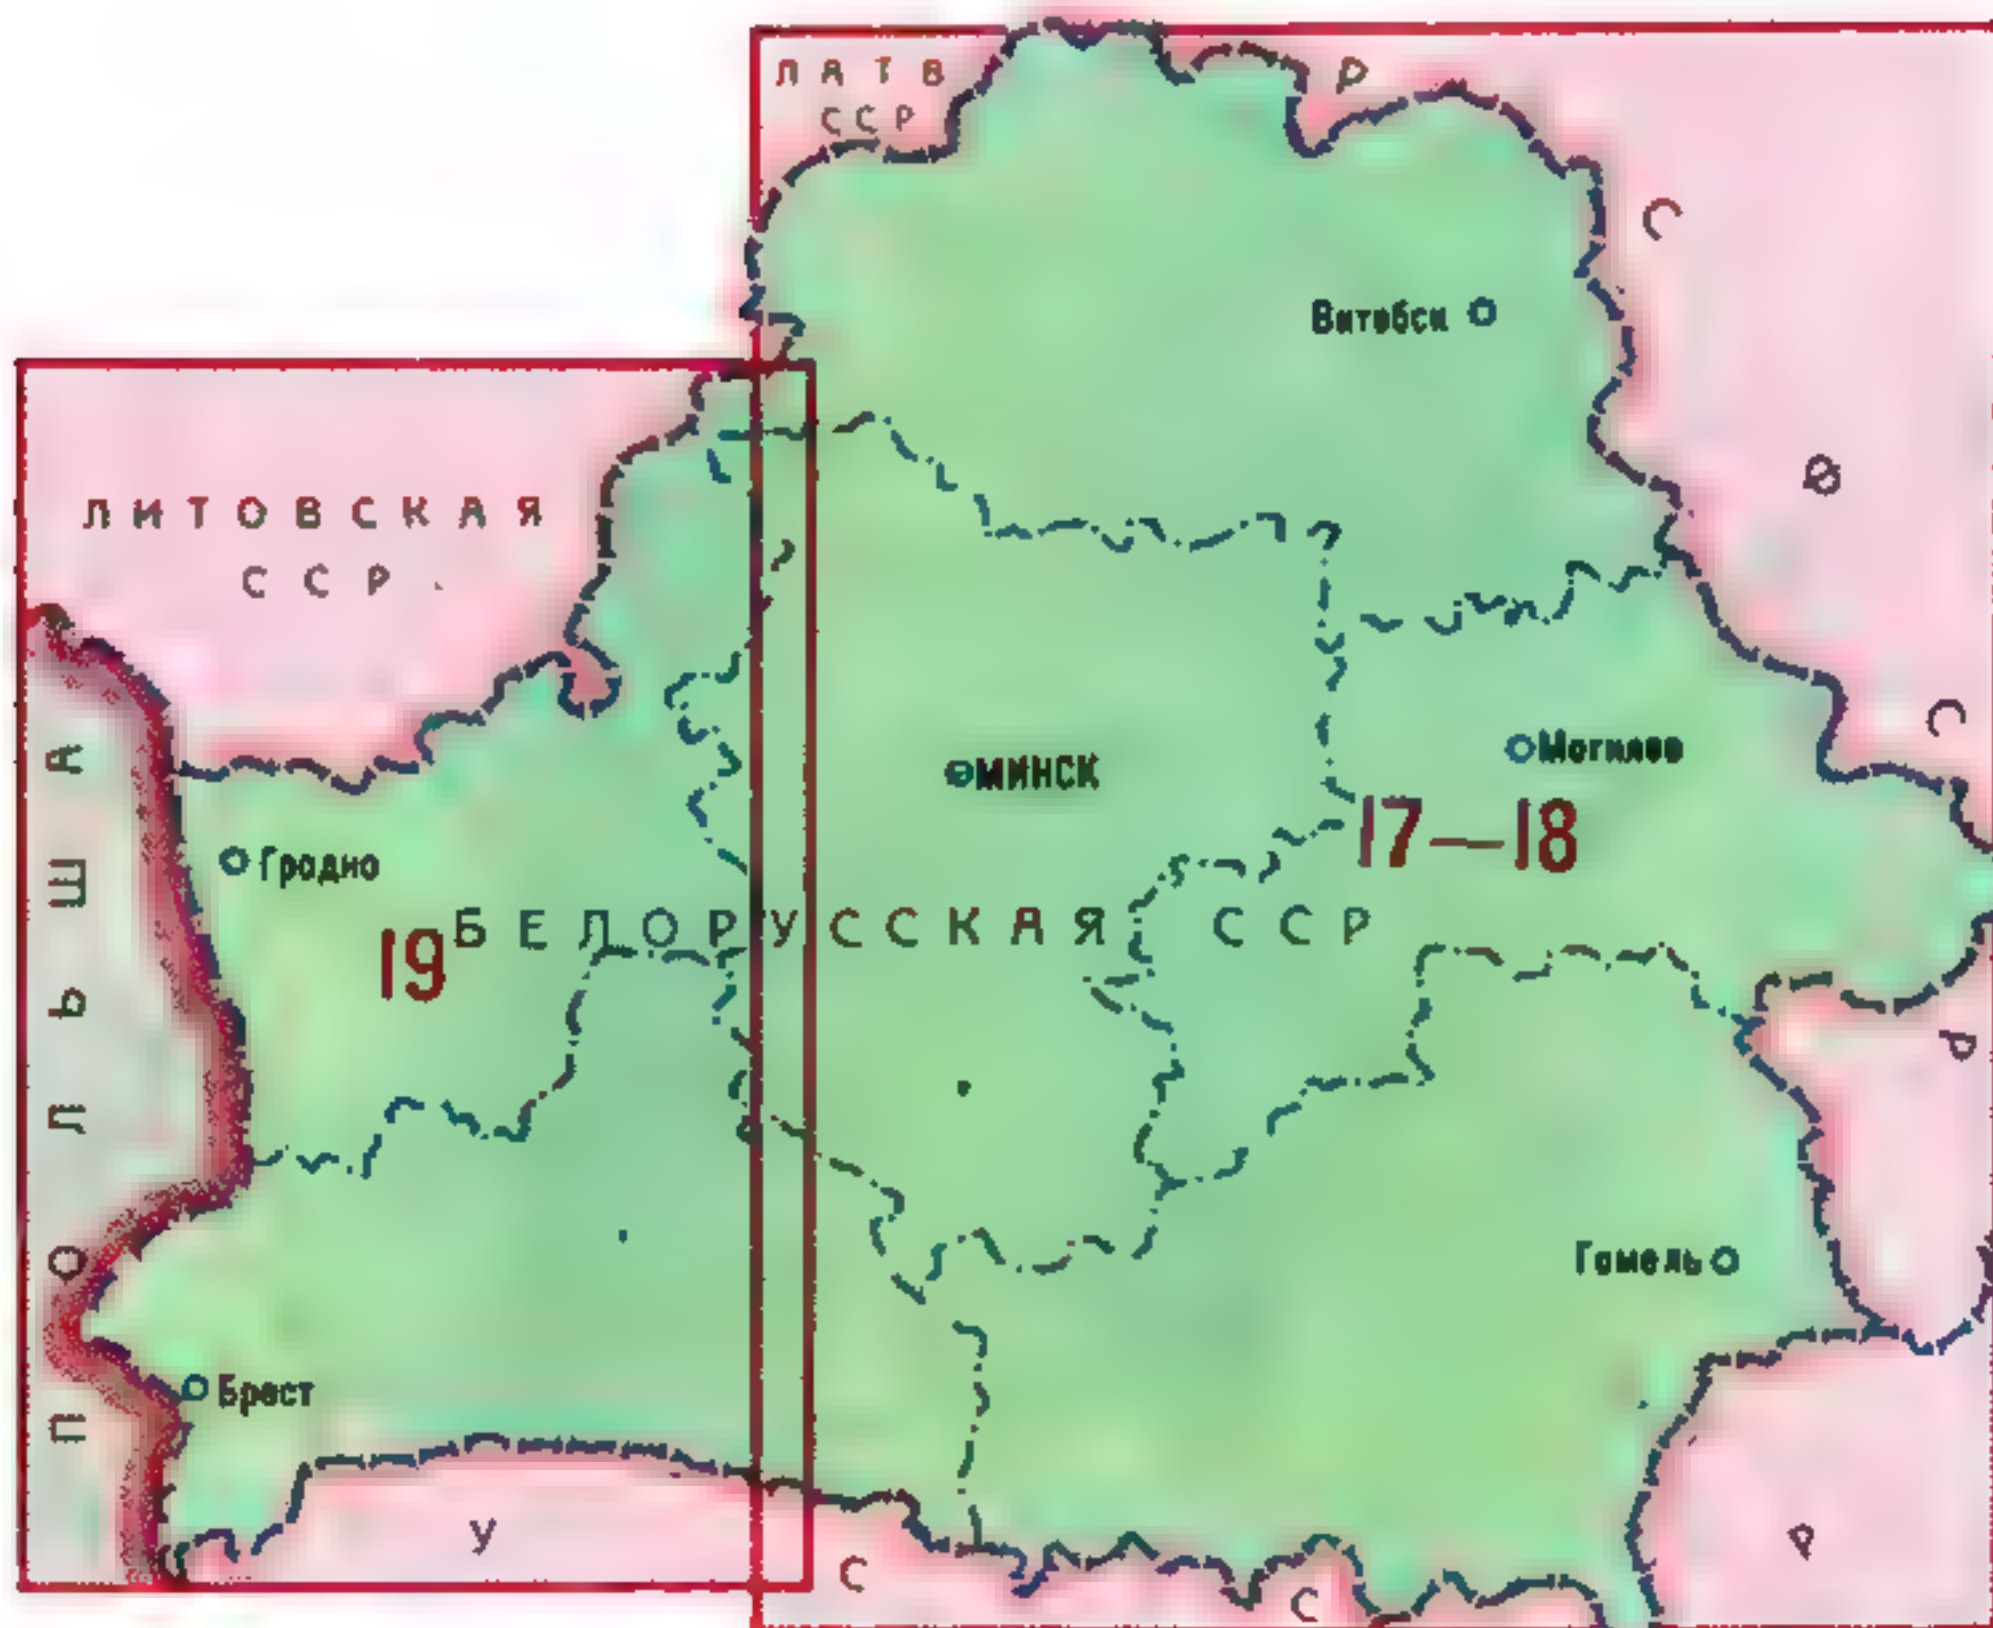 ЛАТВ
ССР
Р
С
Ф
С
Р
Витебск
ЛИТОВСКАЯ
ССР
ПОЛЬША
МИНСК
Могилев
17—18
Гродно
19
БЕЛОРУССКАЯ ССР
Гомель
Брест
У
С
С
Р